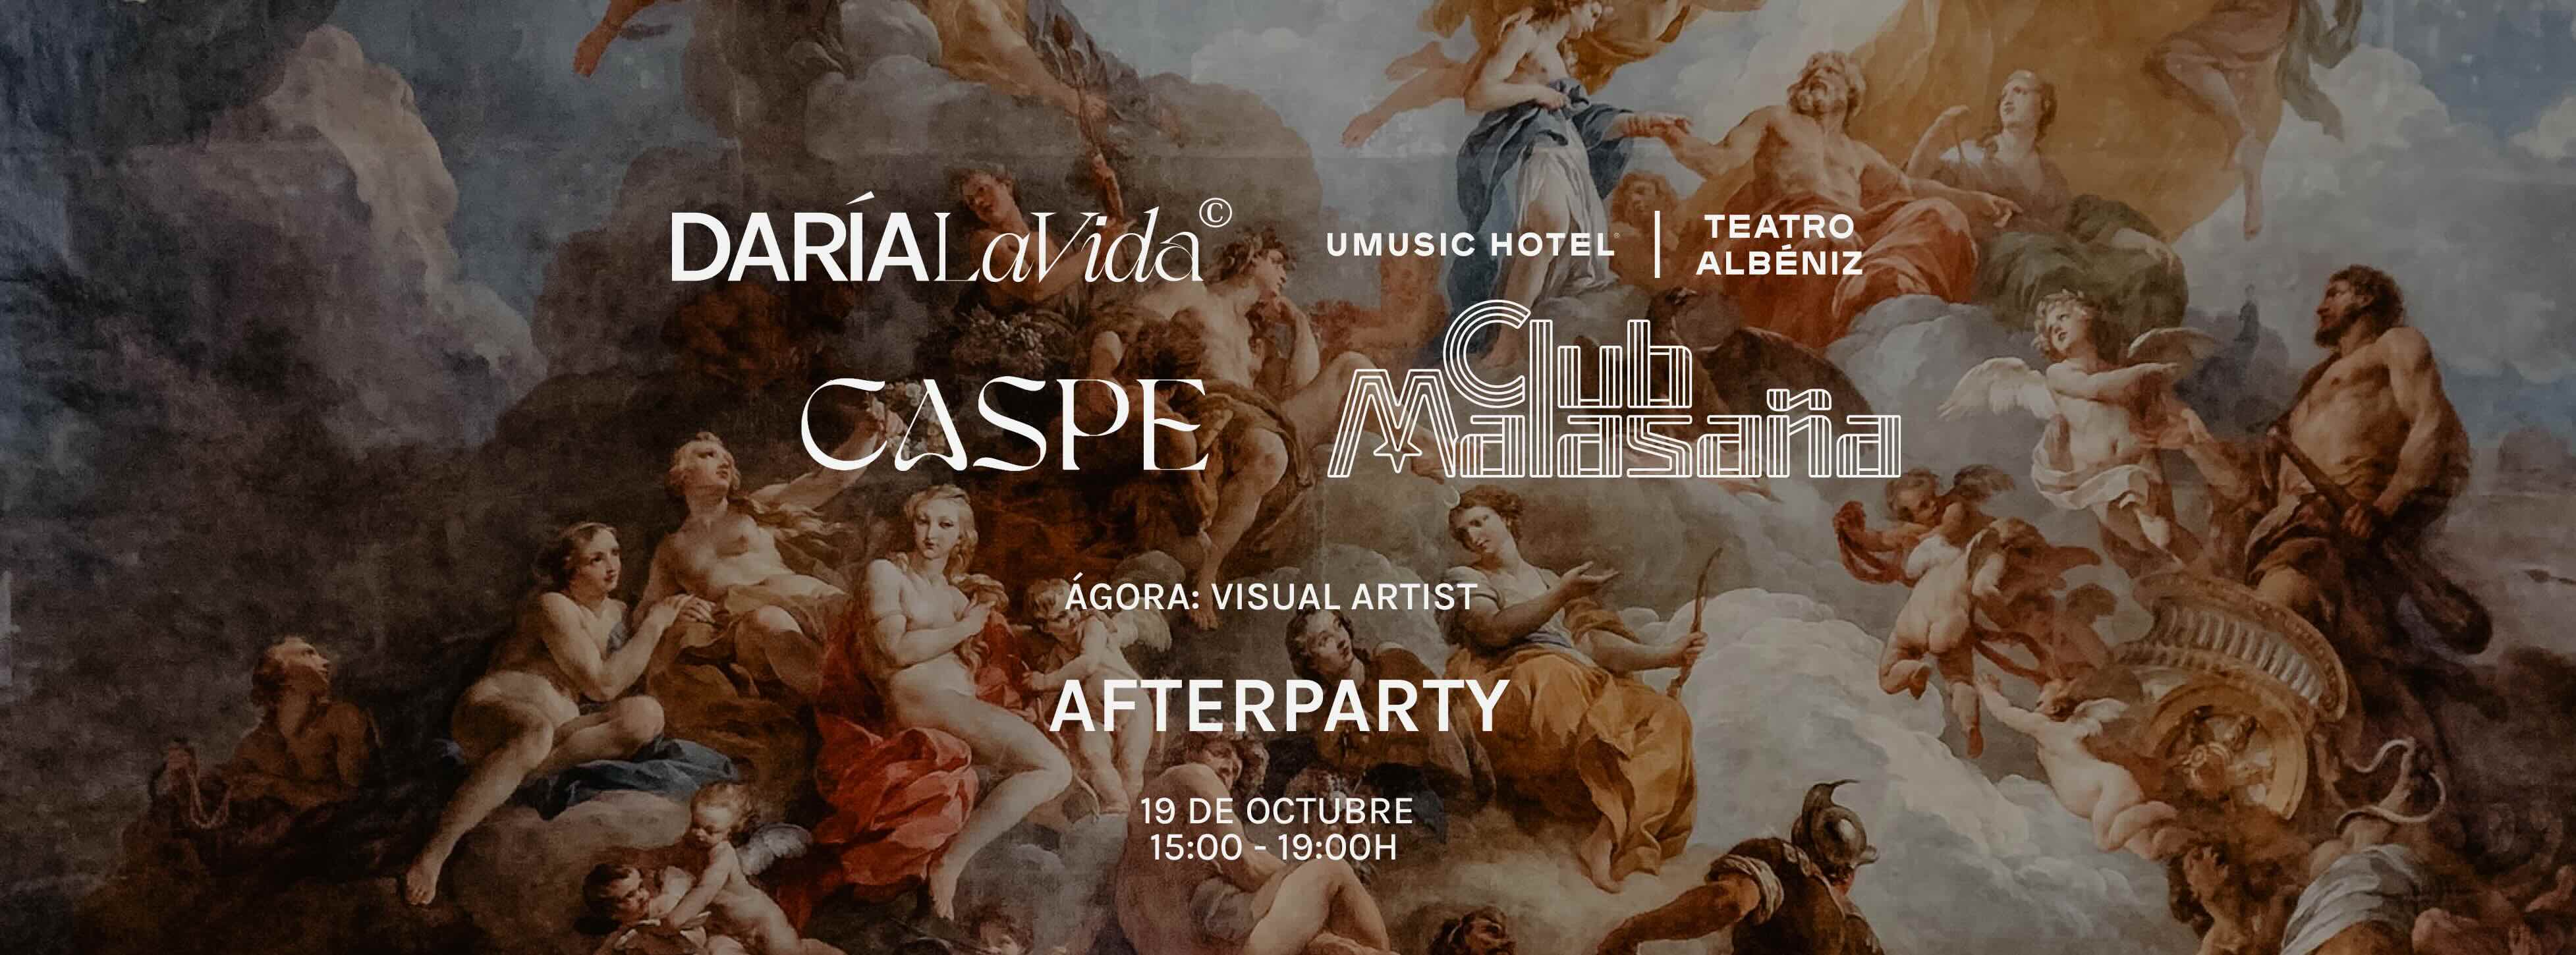 DARÍALaVida©
UMUSIC HOTEL
TEATRO
ALBÉNIZ
CASPE
Club
Malasaña
ÁGORA: VISUAL ARTIST
AFTERPARTY
19 DE OCTUBRE
15:00 - 19:00H